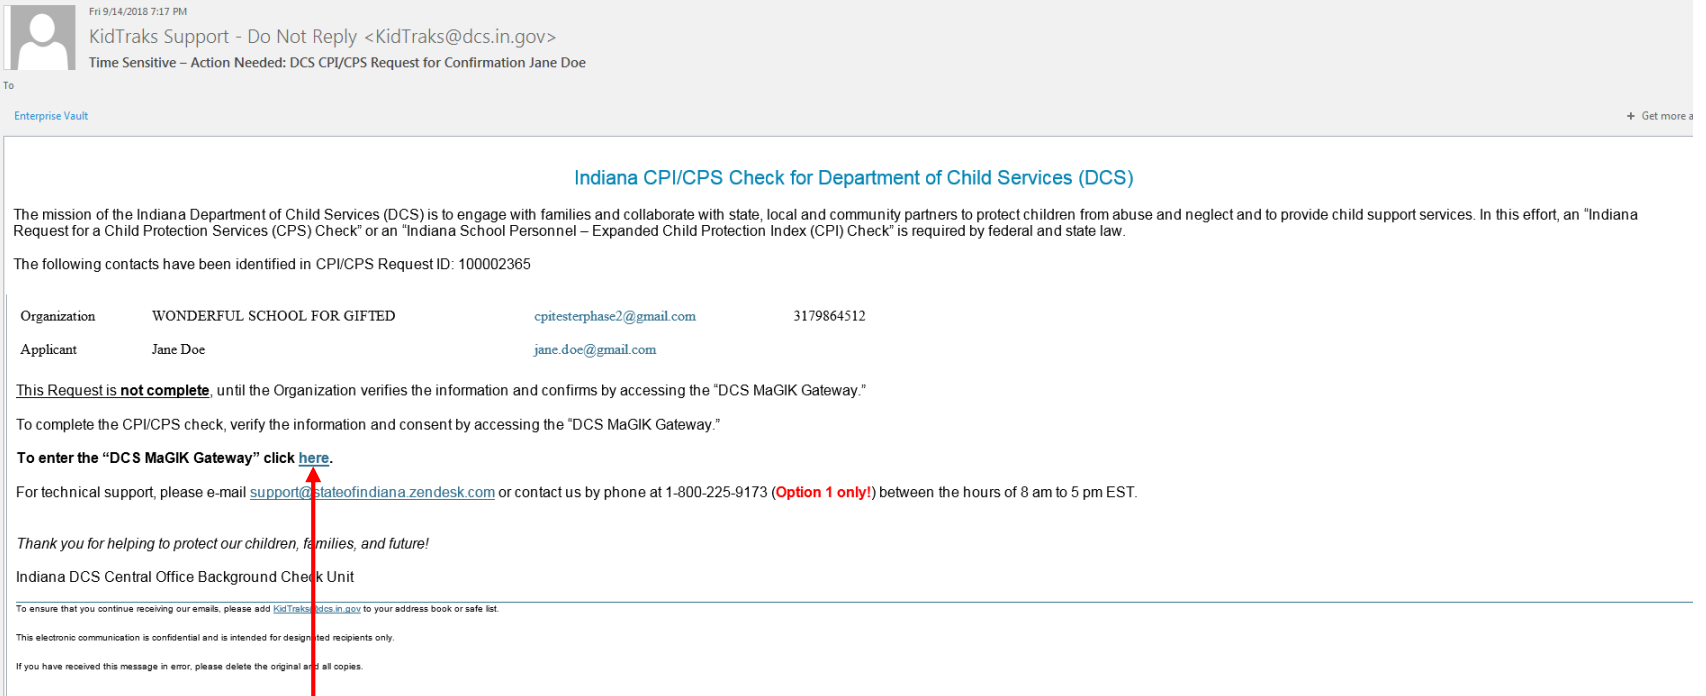 Fri 9/14/2018 7:17 PM
KidTraks Support - Do Not Reply <KidTraks@dcs.in.gov>
Time Sensitive – Action Needed: DCS CPI/CPS Request for Confirmation Jane Doe
To
Enterprise Vault
+ Get more a
Indiana CPI/CPS Check for Department of Child Services (DCS)
The mission of the Indiana Department of Child Services (DCS) is to engage with families and collaborate with state, local and community partners to protect children from abuse and neglect and to provide child support services. In this effort, an “Indiana
Request for a Child Protection Services (CPS) Check” or an “Indiana School Personnel – Expanded Child Protection Index (CPI) Check” is required by federal and state law.
The following contacts have been identified in CPI/CPS Request ID: 100002365
Organization WONDERFUL SCHOOL FOR GIFTED cpitesterphase2@gmail.com 3179864512
Applicant Jane Doe jane.doe@gmail.com
This Request is not complete, until the Organization verifies the information and confirms by accessing the “DCS MaGIK Gateway.”
To complete the CPI/CPS check, verify the information and consent by accessing the “DCS MaGIK Gateway.”
To enter the “DCS MaGIK Gateway” click here.
For technical support, please e-mail support@stateofindiana.zendesk.com or contact us by phone at 1-800-225-9173 (Option 1 only!) between the hours of 8 am to 5 pm EST.
Thank you for helping to protect our children, families, and future!
Indiana DCS Central Office Background Check Unit
To ensure that you continue receiving our emails, please add KidTraks@dcs.in.gov to your address book or safe list.
This electronic communication is confidential and is intended for designated recipients only.
If you have received this message in error, please delete the original and all copies.